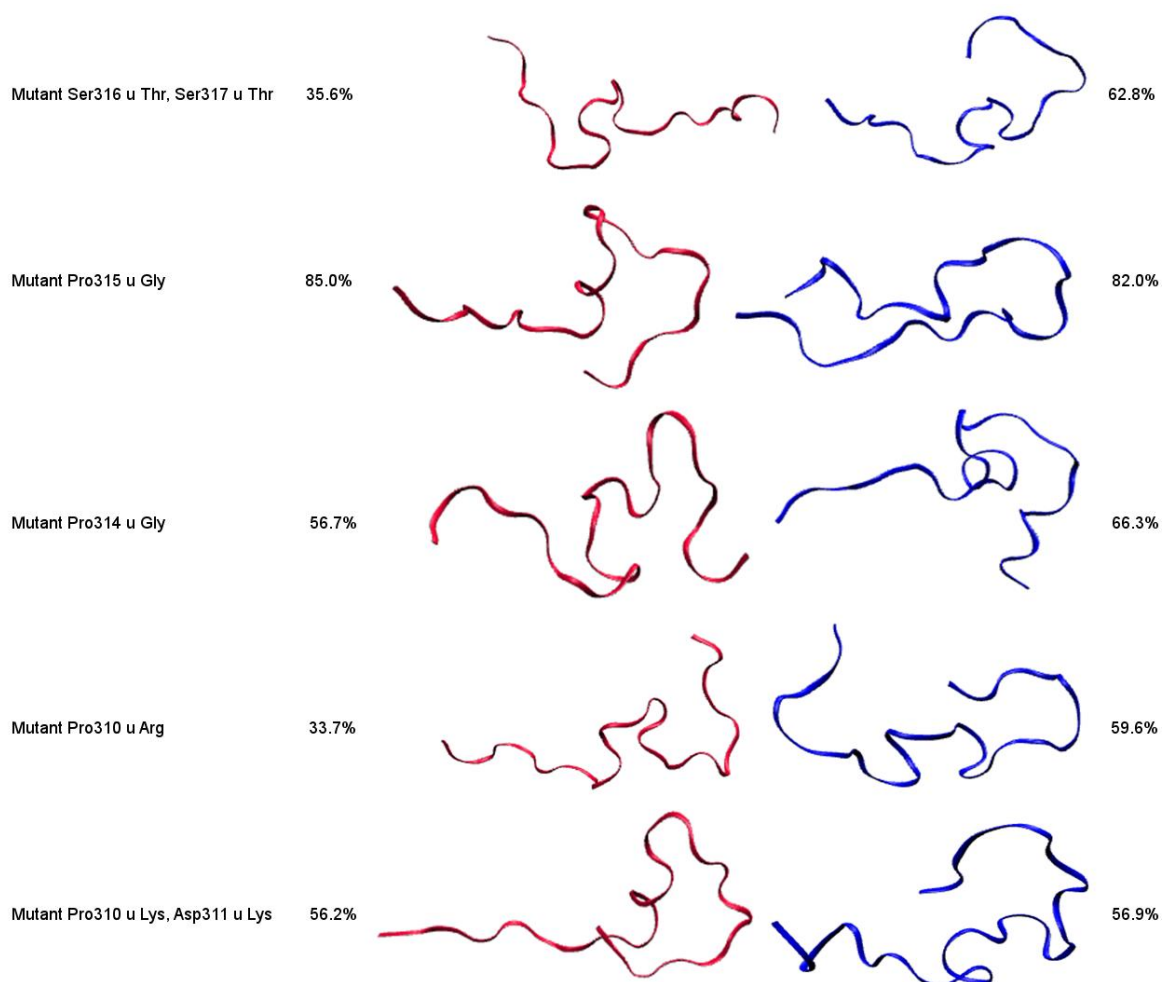 Mutant Ser316 u Thr, Ser317 u Thr 35.6% 62.8%
Mutant Pro315 u Gly 85.0% 82.0%
Mutant Pro314 u Gly 56.7% 66.3%
Mutant Pro310 u Arg 33.7% 59.6%
Mutant Pro310 u Lys, Asp311 u Lys 56.2% 56.9%